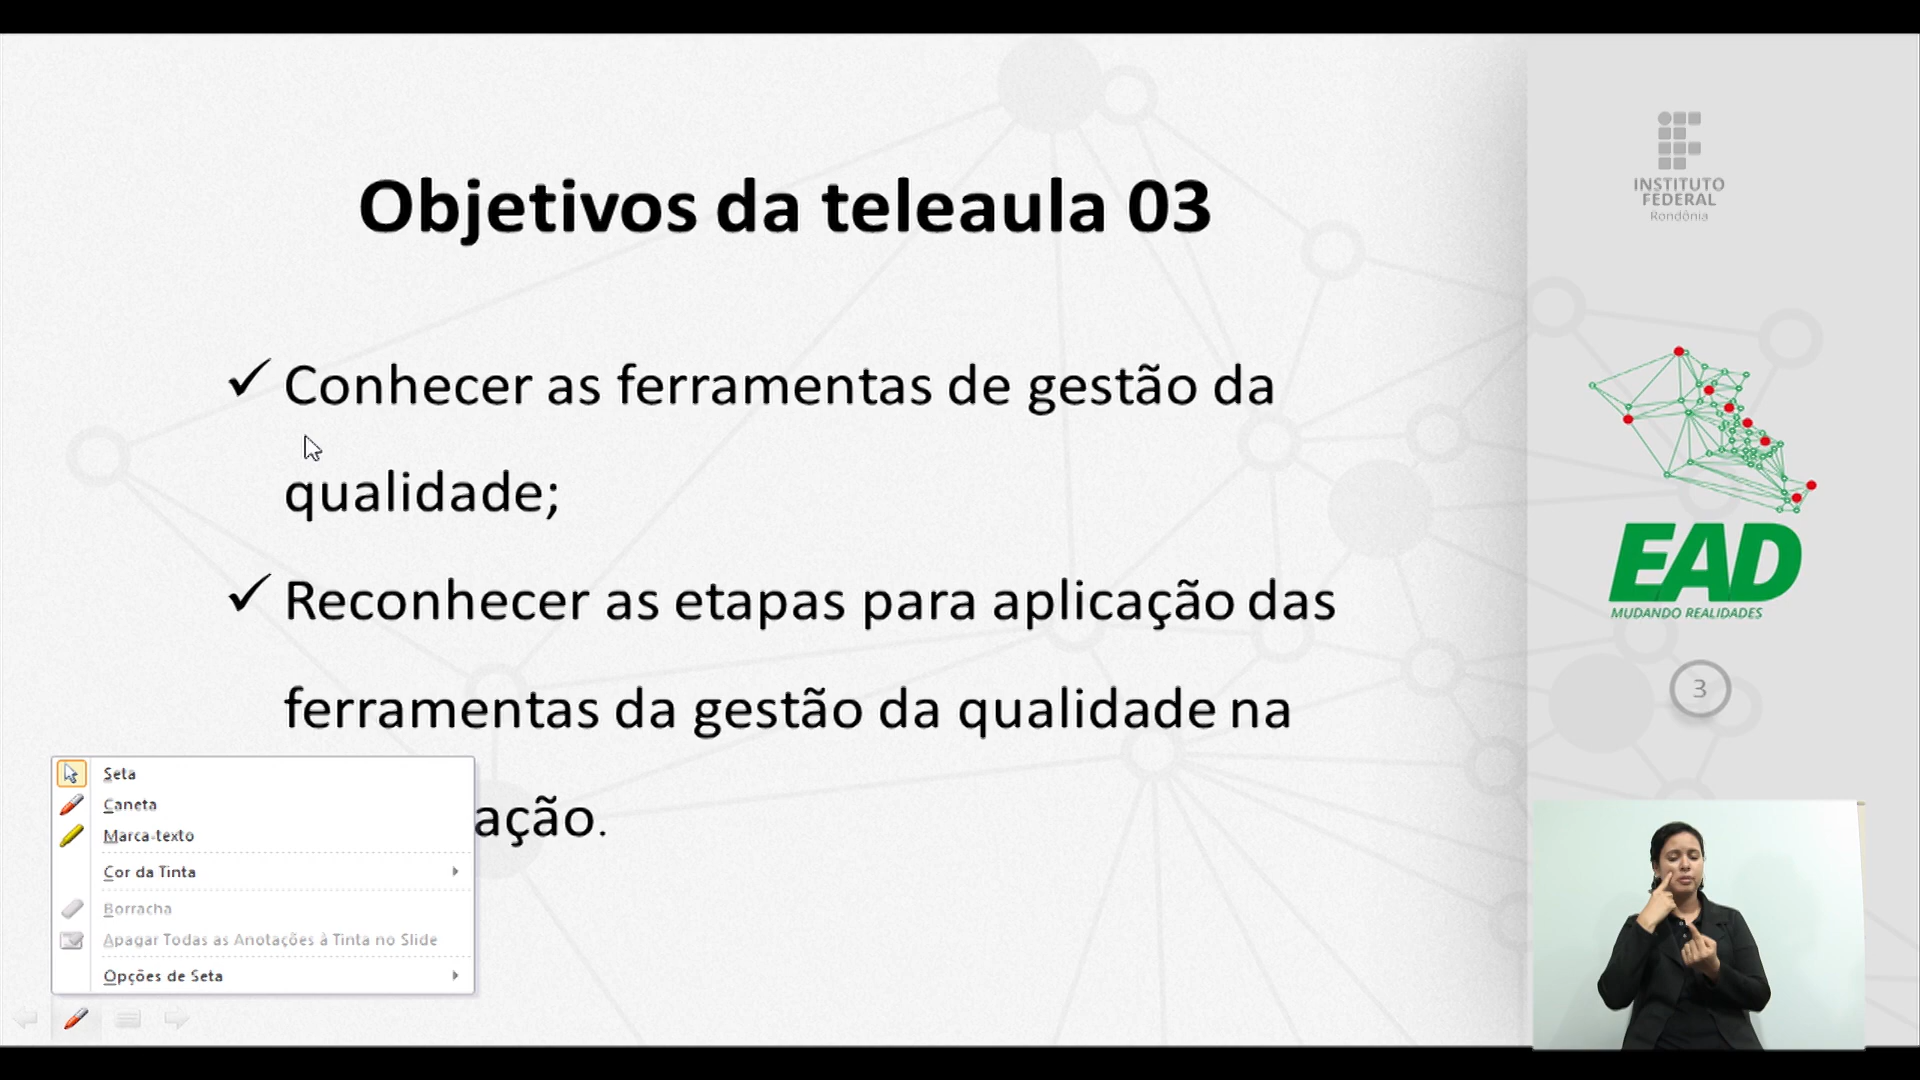 Objetivos da teleaula 03
✓ Conhecer as ferramentas de gestão da
qualidade;
✓ Reconhecer as etapas para aplicação das
ferramentas da gestão da qualidade na
ação.
Seta
Caneta
Marca-texto
Cor da Tinta
Borracha
Apagar Todas as Anotações à Tinta no Slide
Opções de Seta
INSTITUTO
FEDERAL
Rondônia
EAD
MUDANDO REALIDADES
3